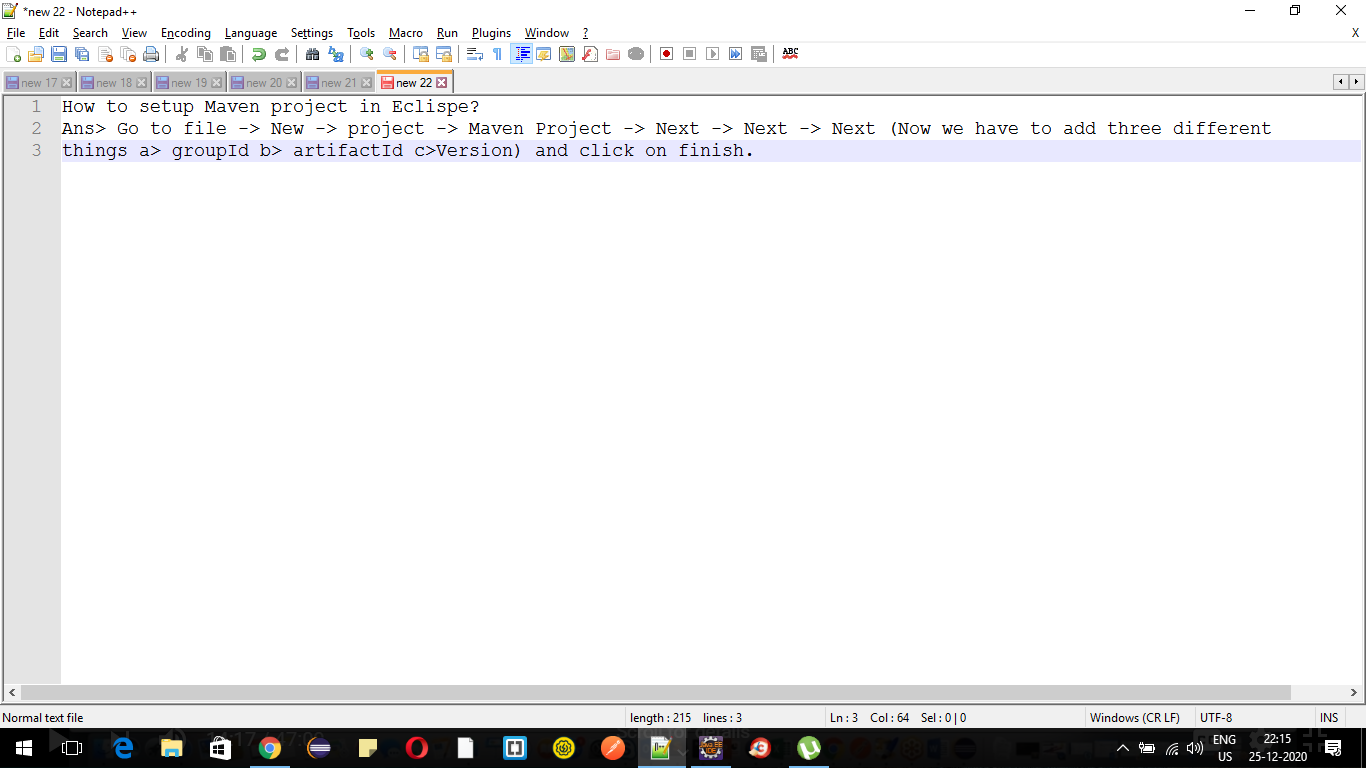 *new 22 - Notepad++
File Edit Search View Encoding Language Settings Tools Macro Run Plugins Window ? X
ABC
new 17 new 18 new 19 new 20 new 21 new 22
1 How to setup Maven project in Eclispe?
2 Ans> Go to file -> New -> project -> Maven Project -> Next -> Next -> Next (Now we have to add three different
3 things a> groupId b> artifactId c>Version) and click on finish.
Normal text file length : 215 lines : 3 Ln : 3 Col : 64 Sel : 0 | 0 Windows (CR LF) UTF-8 INS
ENG 22:15
US 25-12-2020